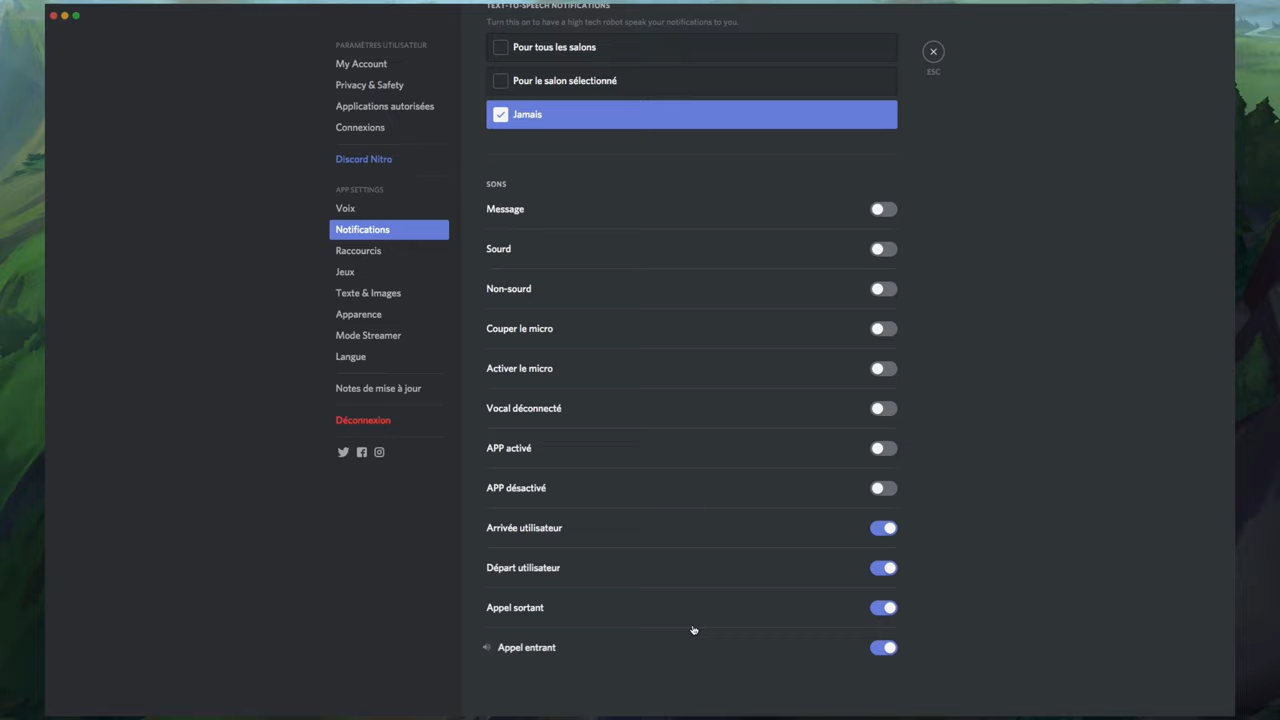 PARAMÈTRES UTILISATEUR
My Account
Privacy & Safety
Applications autorisées
Connexions
Discord Nitro
APP SETTINGS
Voix
Notifications
Raccourcis
Jeux
Texte & Images
Apparence
Mode Streamer
Langue
Notes de mise à jour
Déconnexion
TEXT-TO-SPEECH NOTIFICATIONS
Turn this on to have a high tech robot speak your notifications to you.
Pour tous les salons
Pour le salon sélectionné
Jamais
SONS
Message
Sourd
Non-sourd
Couper le micro
Activer le micro
Vocal déconnecté
APP activé
APP désactivé
Arrivée utilisateur
Départ utilisateur
Appel sortant
Appel entrant
ESC